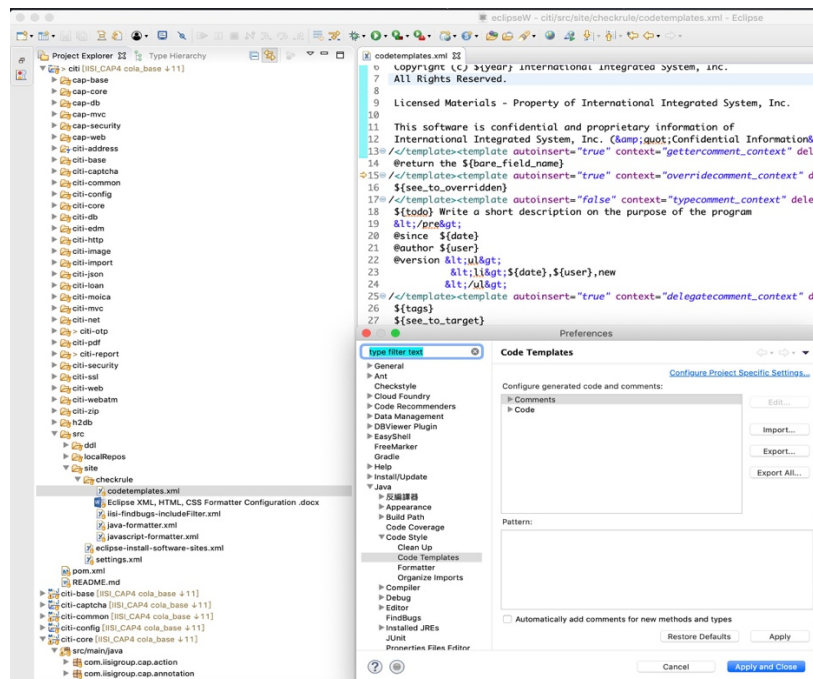 eclipseW - citi/src/site/checkrule/codetemplates.xml - Eclipse
Project Explorer
Type Hierarchy
> citi [IISI_CAP4 cola_base ↓11]
cap-base
cap-core
cap-db
cap-mvc
cap-security
cap-web
citi-address
citi-base
citi-captcha
citi-common
citi-config
citi-core
citi-db
citi-edm
citi-http
citi-image
citi-import
citi-json
citi-loan
citi-moica
citi-mvc
citi-net
> citi-otp
citi-pdf
> citi-report
citi-security
citi-ssl
citi-web
citi-webatm
citi-zip
h2db
src
ddl
localRepos
site
checkrule
codetemplates.xml
Eclipse XML, HTML, CSS Formatter Configuration .docx
iisi-findbugs-includeFilter.xml
java-formatter.xml
javascript-formatter.xml
eclipse-install-software-sites.xml
settings.xml
pom.xml
README.md
citi-base [IISI_CAP4 cola_base ↓11]
citi-captcha [IISI_CAP4 cola_base ↓11]
citi-common [IISI_CAP4 cola_base ↓11]
citi-config [IISI_CAP4 cola_base ↓11]
citi-core [IISI_CAP4 cola_base ↓11]
src/main/java
com.iisigroup.cap.action
com.iisigroup.cap.annotation
codetemplates.xml
6 Copyright (c) ${year} International Integrated System, Inc.
7 All Rights Reserved.
8
9 Licensed Materials - Property of International Integrated System, Inc.
10
11 This software is confidential and proprietary information of
12 International Integrated System, Inc. (&amp;quot;Confidential Information&
13 /</template><template autoinsert="true" context="gettercomment_context" del
14 @return the ${bare_field_name}
15 /</template><template autoinsert="true" context="overridecomment_context" d
16 ${see_to_overridden}
17 /</template><template autoinsert="false" context="typecomment_context" dele
18 ${todo} Write a short description on the purpose of the program
19 &lt;/pre&gt;
20 @since ${date}
21 @author ${user}
22 @version &lt;ul&gt;
23 &lt;li&gt;${date},${user},new
24 &lt;/ul&gt;
25 /</template><template autoinsert="true" context="delegatecomment_context" d
26 ${tags}
27 ${see_to_target}
Preferences
type filter text
General
Ant
Checkstyle
Cloud Foundry
Code Recommenders
Data Management
DBViewer Plugin
EasyShell
FreeMarker
Gradle
Help
Install/Update
Java
反編譯器
Appearance
Build Path
Code Coverage
Code Style
Clean Up
Code Templates
Formatter
Organize Imports
Compiler
Debug
Editor
FindBugs
Installed JREs
JUnit
Properties Files Editor
Code Templates
Configure Project Specific Settings...
Configure generated code and comments:
Comments
Code
Edit...
Import...
Export...
Export All...
Pattern:
Automatically add comments for new methods and types
Restore Defaults
Apply
Cancel
Apply and Close